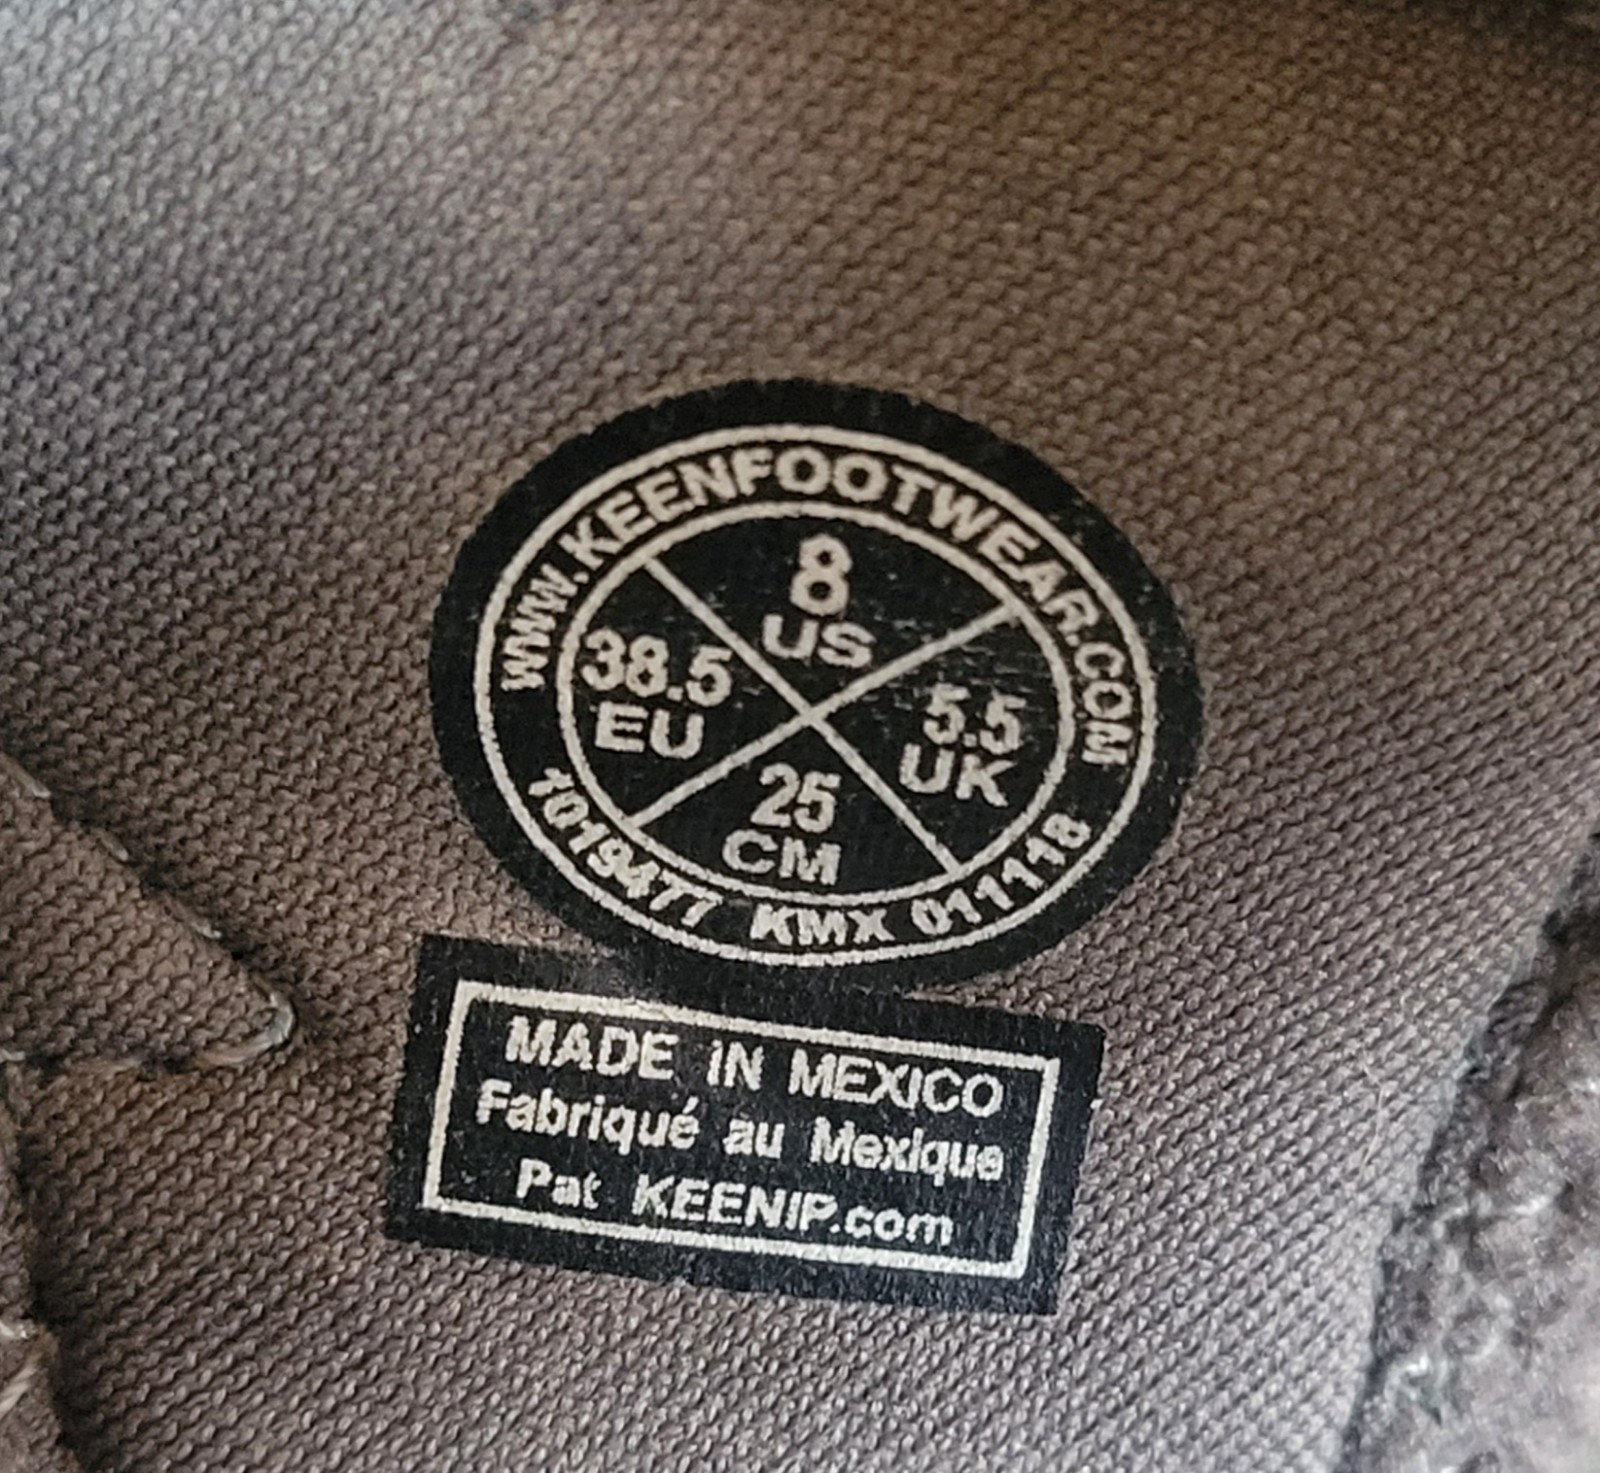 WWW.KEENFOOTWEAR.COM
8
US
38.5
EU
5.5
UK
25
CM
1019477 KMX 011118
MADE IN MEXICO
Fabriqué au Mexique
Pat KEENIP.com